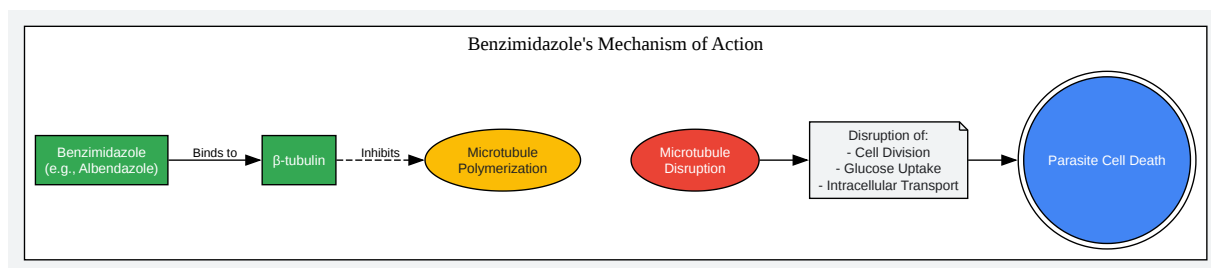 Benzimidazole's Mechanism of Action
Benzimidazole
(e.g., Albendazole)
Binds to
β-tubulin
Inhibits
Microtubule
Polymerization
Microtubule
Disruption
Disruption of:
- Cell Division
- Glucose Uptake
- Intracellular Transport
Parasite Cell Death